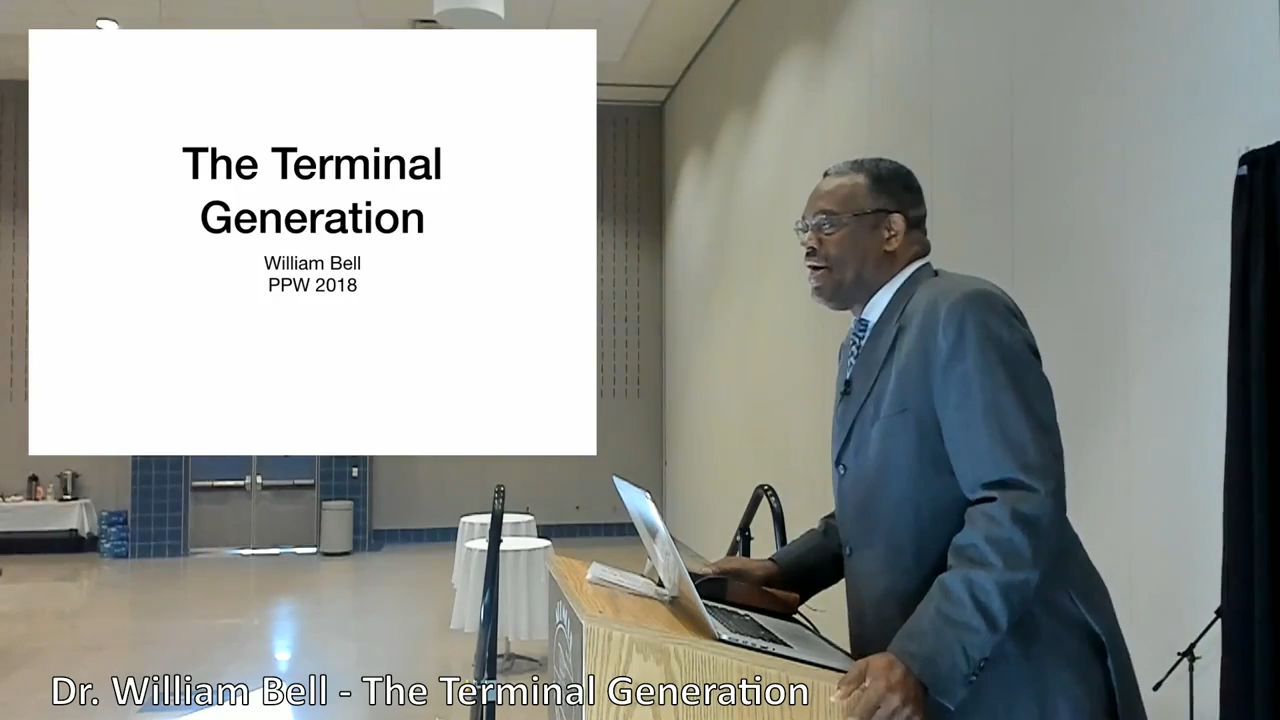 The Terminal
Generation
William Bell
PPW 2018
Dr. William Bell - The Terminal Generation